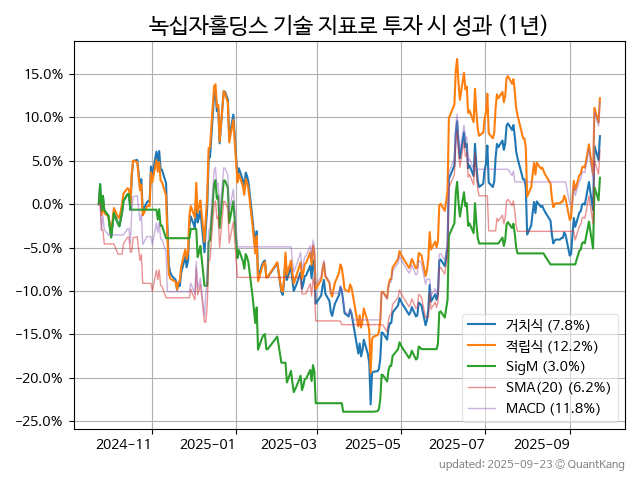 녹십자홀딩스 기술 지표로 투자 시 성과 (1년)
15.0%
10.0%
5.0%
0.0%
−5.0%
−10.0%
−15.0%
−20.0%
−25.0%
거치식 (7.8%)
적립식 (12.2%)
SigM (3.0%)
SMA(20) (6.2%)
MACD (11.8%)
2024-11 2025-01 2025-03 2025-05 2025-07 2025-09
updated: 2025-09-23 ⓒ QuantKang